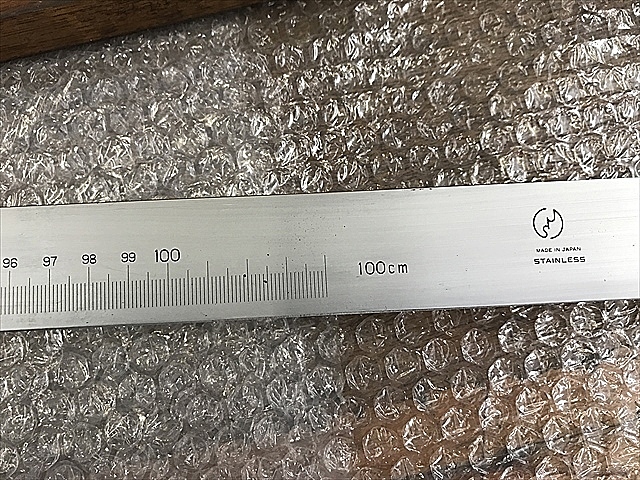 96 97 98 99 100
100cm
MADE IN JAPAN
STAINLESS